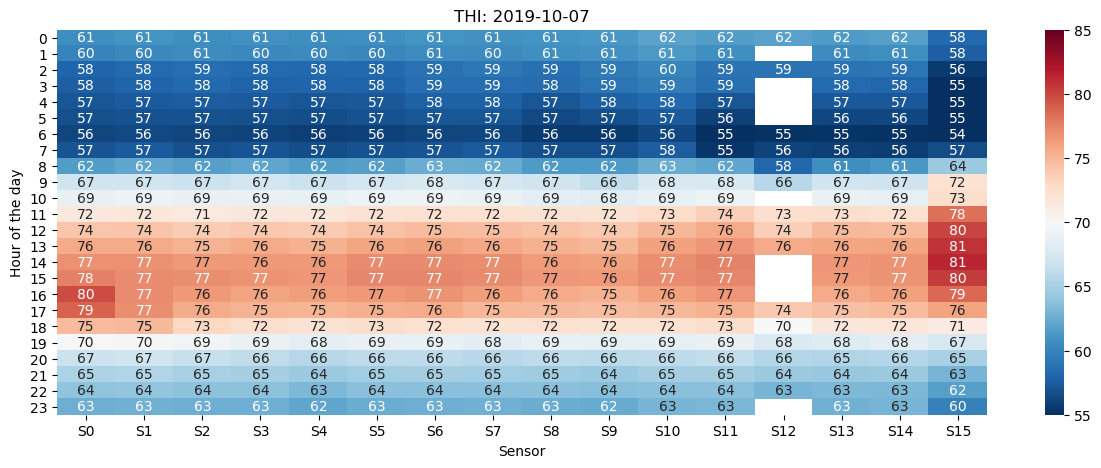 THI: 2019-10-07
0 61 61 61 61 61 61 61 61 61 61 62 62 62 62 62 58
1 60 60 61 60 60 60 61 60 61 61 61 61 61 61 58
2 58 58 59 58 58 58 59 59 59 59 60 59 59 59 59 56
3 58 58 58 58 58 58 59 58 58 59 59 59 58 58 55
4 57 57 57 57 57 57 58 58 57 58 58 57 57 57 55
5 57 57 57 57 57 57 57 57 57 57 57 56 56 56 55
6 56 56 56 56 56 56 56 56 56 56 56 55 55 55 55 54
7 57 57 57 57 57 57 57 57 57 57 58 55 56 56 56 57
8 62 62 62 62 62 62 63 62 62 62 63 62 58 61 61 64
9 67 67 67 67 67 67 68 67 67 66 68 68 66 67 67 72
10 69 69 69 69 69 69 69 69 69 68 69 69 69 69 73
11 72 72 71 72 72 72 72 72 72 72 73 74 73 73 72 78
12 74 74 74 74 74 74 75 75 74 74 75 76 74 75 75 80
13 76 76 75 76 75 76 76 76 75 75 76 77 76 76 76 81
14 77 77 77 76 76 77 77 77 76 76 77 77 77 77 81
15 78 77 77 77 77 77 77 77 77 76 77 77 77 77 80
16 80 77 76 76 76 77 77 76 76 75 76 77 76 76 79
17 79 77 76 75 75 75 76 75 75 75 75 75 74 75 75 76
18 75 75 73 72 72 73 72 72 72 72 72 73 70 72 72 71
19 70 70 69 69 68 69 69 68 69 69 69 69 68 68 68 67
20 67 67 67 66 66 66 66 66 66 66 66 66 66 65 66 65
21 65 65 65 65 64 65 65 64 65 64 65 65 64 64 64 63
22 64 64 64 64 63 64 64 64 64 64 64 64 63 63 63 62
23 63 63 63 63 62 63 63 63 63 62 63 63 63 63 60
S0 S1 S2 S3 S4 S5 S6 S7 S8 S9 S10 S11 S12 S13 S14 S15
Sensor
Hour of the day
85
80
75
70
65
60
55